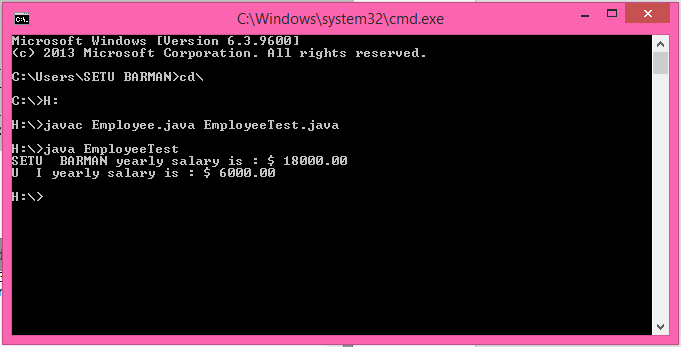 C:\Windows\system32\cmd.exe
Microsoft Windows [Version 6.3.9600]
(c) 2013 Microsoft Corporation. All rights reserved.
C:\Users\SETU BARMAN>cd\
C:\>H:
H:\>javac Employee.java EmployeeTest.java
H:\>java EmployeeTest
SETU  BARMAN yearly salary is : $ 18000.00
U  I yearly salary is : $ 6000.00
H:\>